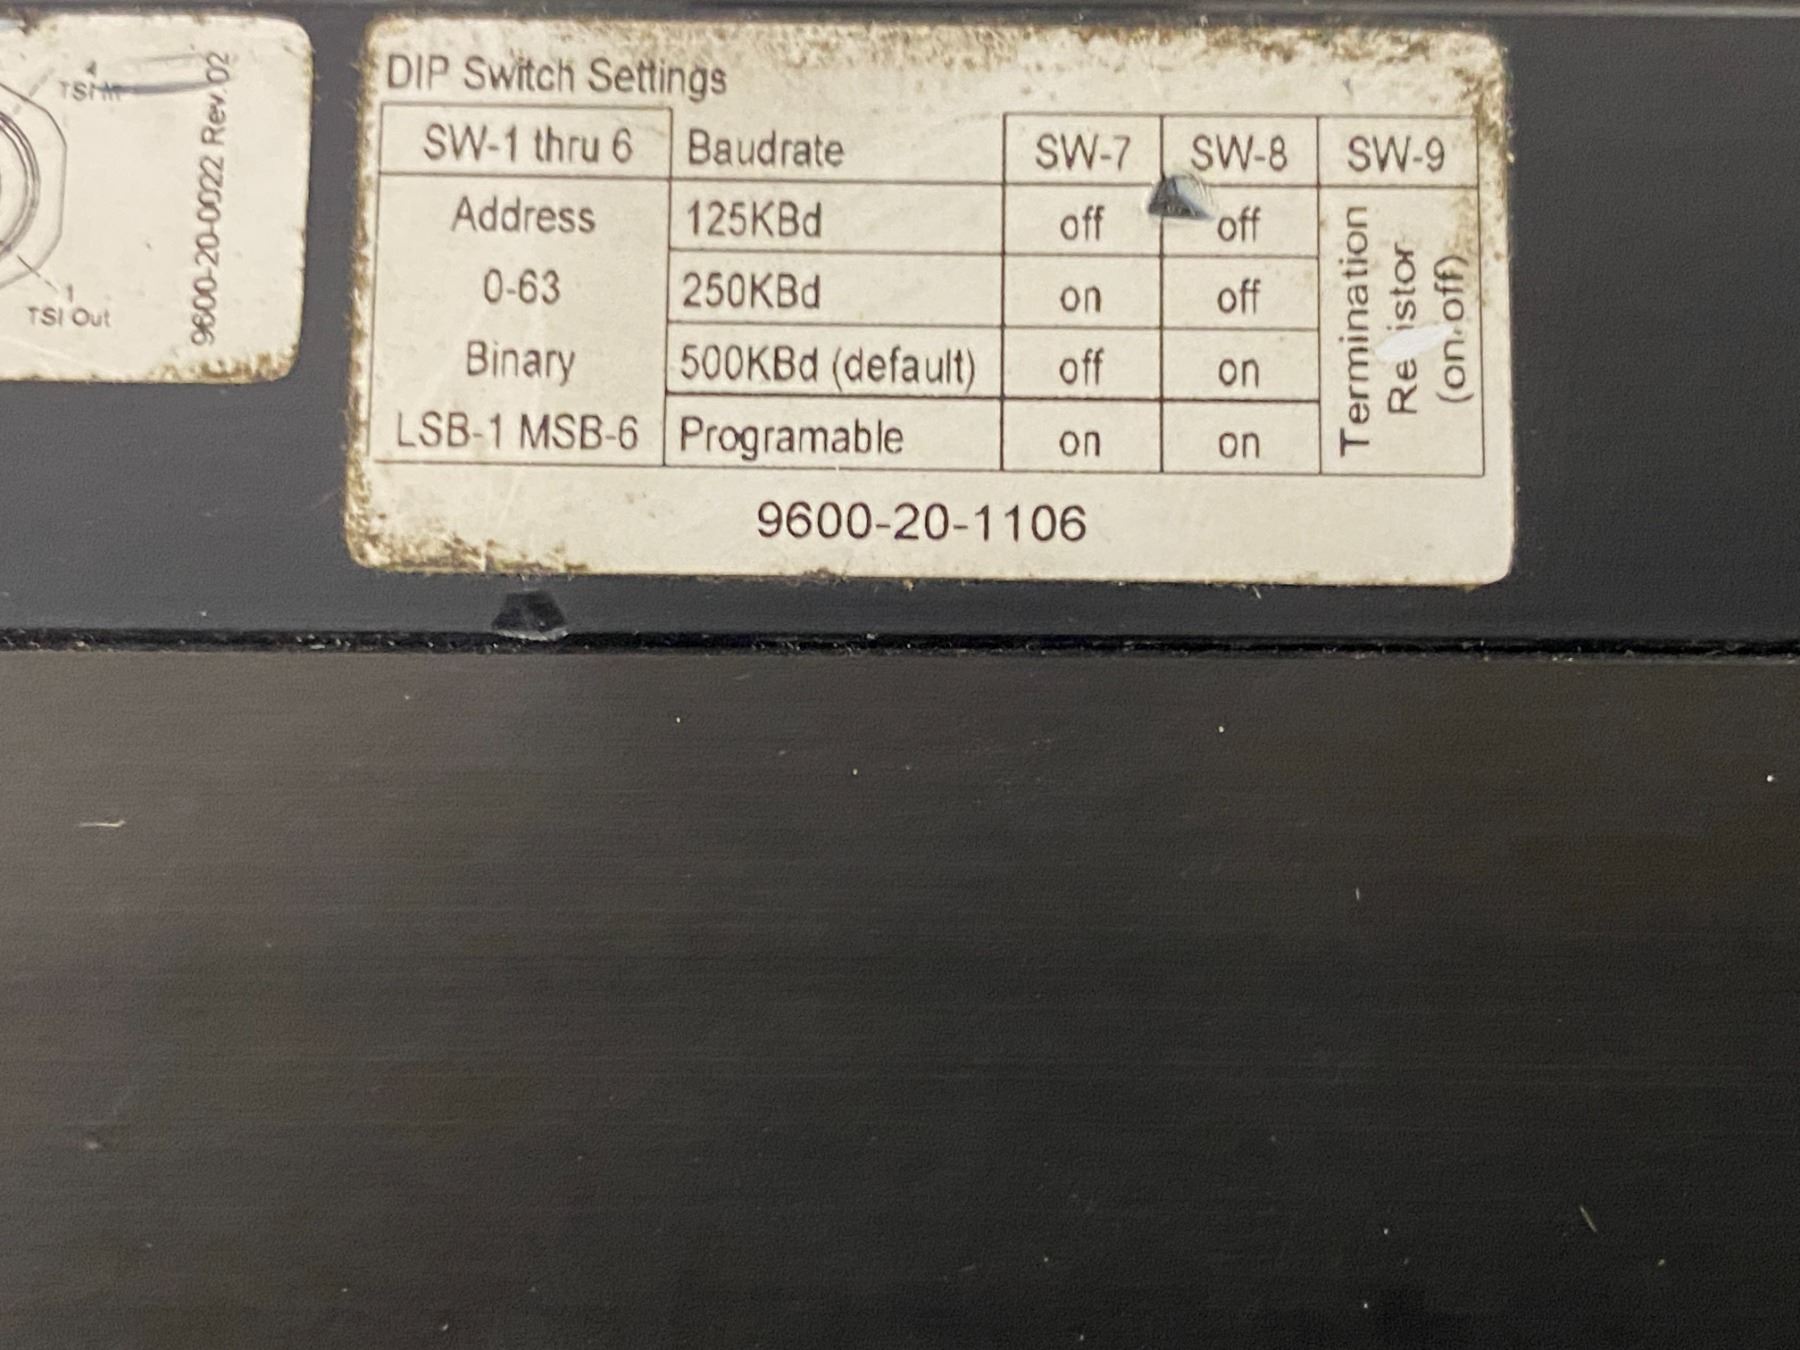 4
TSI In
1
TSI Out
9600-20-0022 Rev. 02
DIP Switch Settings
SW-1 thru 6 Baudrate SW-7 SW-8 SW-9
Address 125KBd off off
0-63 250KBd on off
Binary 500KBd (default) off on
LSB-1 MSB-6 Programable on on
Termination
(on:off)
9600-20-1106